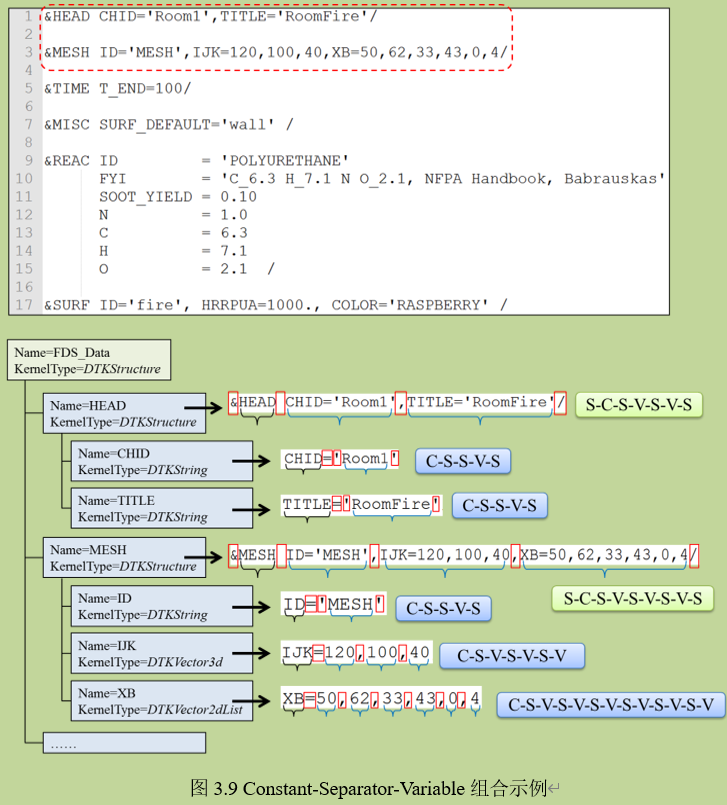 1 &HEAD CHID='Room1',TITLE='RoomFire'/
2
3 &MESH ID='MESH',IJK=120,100,40,XB=50,62,33,43,0,4/
4
5 &TIME T_END=100/
6
7 &MISC SURF_DEFAULT='wall' /
8
9 &REAC ID = 'POLYURETHANE'
10 FYI = 'C_6.3 H_7.1 N O_2.1, NFPA Handbook, Babrauskas'
11 SOOT_YIELD = 0.10
12 N = 1.0
13 C = 6.3
14 H = 7.1
15 O = 2.1 /
16
17 &SURF ID='fire', HRRPUA=1000., COLOR='RASPBERRY' /
Name=FDS_Data
KernelType=DTKStructure
Name=HEAD
KernelType=DTKStructure
&HEAD CHID='Room1',TITLE='RoomFire'/
S-C-S-V-S-V-S
Name=CHID
KernelType=DTKString
CHID='Room1'
C-S-S-V-S
Name=TITLE
KernelType=DTKString
TITLE='RoomFire'
C-S-S-V-S
Name=MESH
KernelType=DTKStructure
&MESH ID='MESH',IJK=120,100,40,XB=50,62,33,43,0,4/
S-C-S-V-S-V-S-V-S
Name=ID
KernelType=DTKString
ID='MESH'
C-S-S-V-S
Name=IJK
KernelType=DTKVector3d
IJK=120,100,40
C-S-V-S-V-S-V
Name=XB
KernelType=DTKVector2dList
XB=50,62,33,43,0,4
C-S-V-S-V-S-V-S-V-S-V-S-V
……
图 3.9 Constant-Separator-Variable 组合示例↵